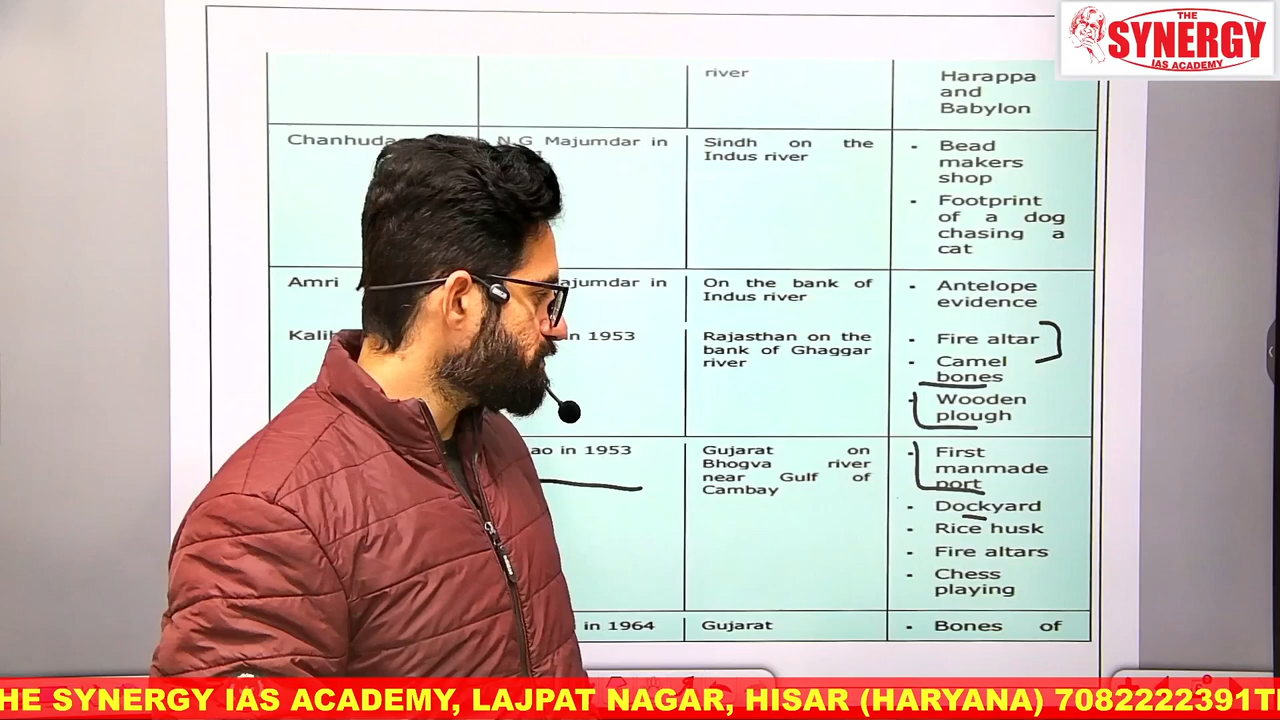 THE
SYNERGY
IAS ACADEMY
river
Harappa
and
Babylon
N.G Majumdar in
Sindh on the
Indus river
- Bead
makers
shop
- Footprint
of a dog
chasing a
cat
Amri
in
On the bank of
Indus river
- Antelope
evidence
in 1953
Rajasthan on the
bank of Ghaggar
river
- Fire altar
- Camel
bones
- Wooden
plough
in 1953
Gujarat on
Bhogva river
near Gulf of
Cambay
- First
manmade
port
- Dockyard
- Rice husk
- Fire altars
- Chess
playing
in 1964
Gujarat
- Bones of
HE SYNERGY IAS ACADEMY, LAJPAT NAGAR, HISAR (HARYANA) 7082222391